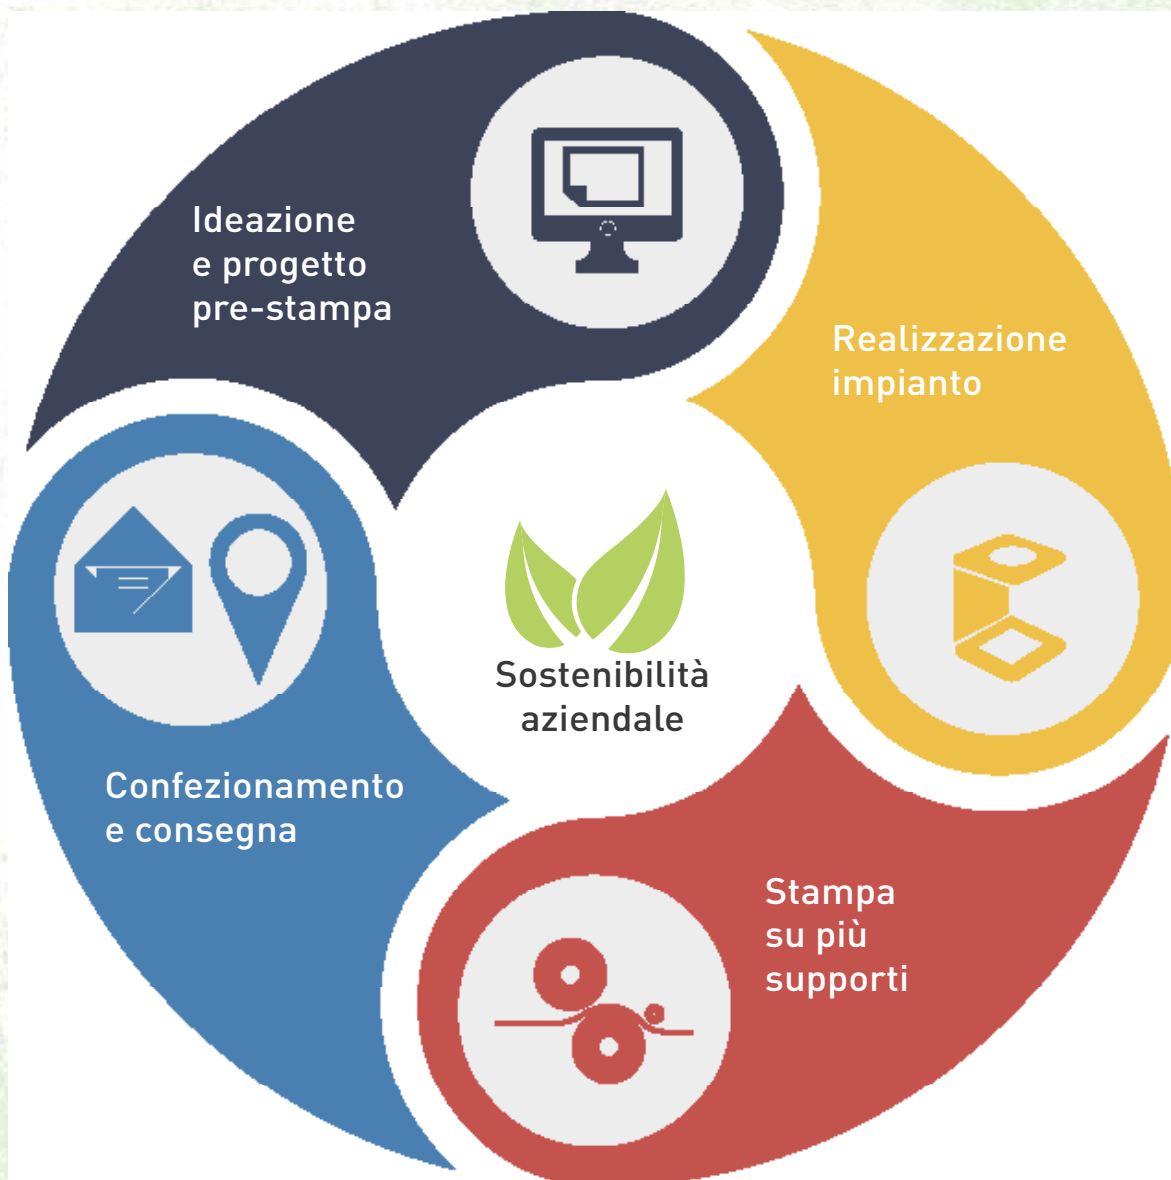 Ideazione
e progetto
pre-stampa
Realizzazione
impianto
Stampa
su più
supporti
Confezionamento
e consegna
Sostenibilità
aziendale